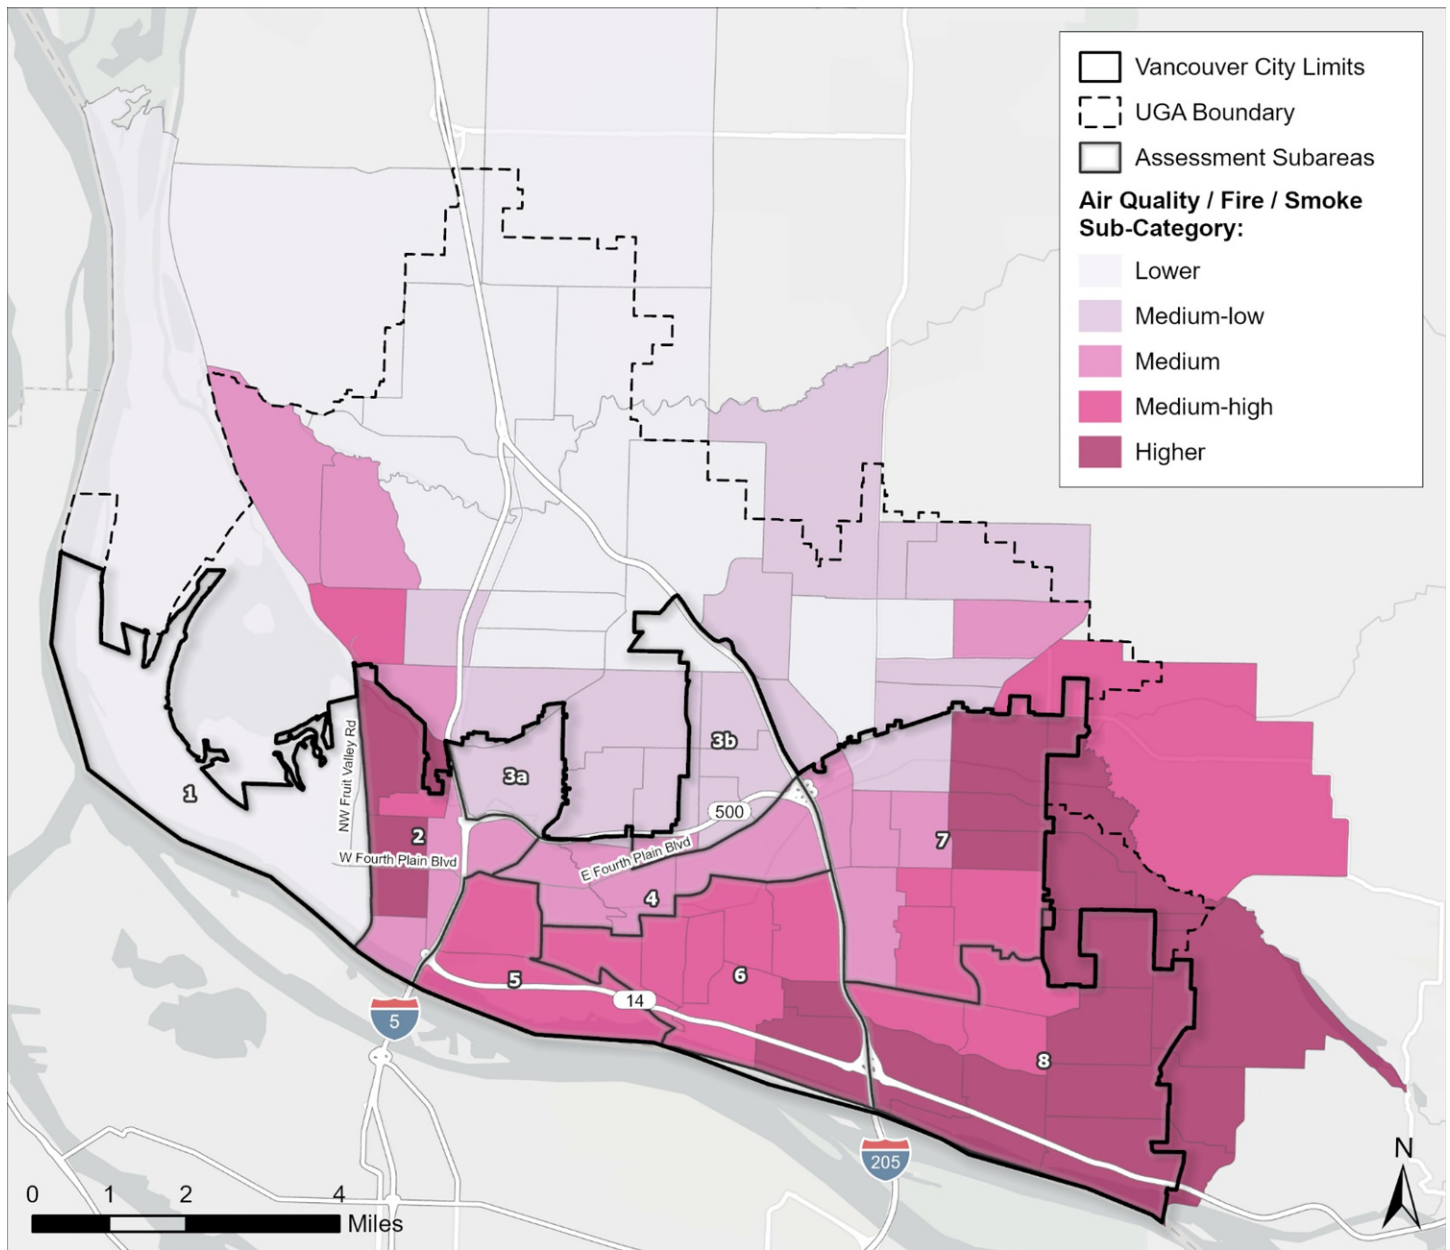 Vancouver City Limits
UGA Boundary
Assessment Subareas
Air Quality / Fire / Smoke
Sub-Category:
Lower
Medium-low
Medium
Medium-high
Higher
3b
3a
NW Fruit Valley Rd
1
500
2
7
W Fourth Plain Blvd
E Fourth Plain Blvd
4
5
6
14
5
8
205
N
0 1 2 4
Miles